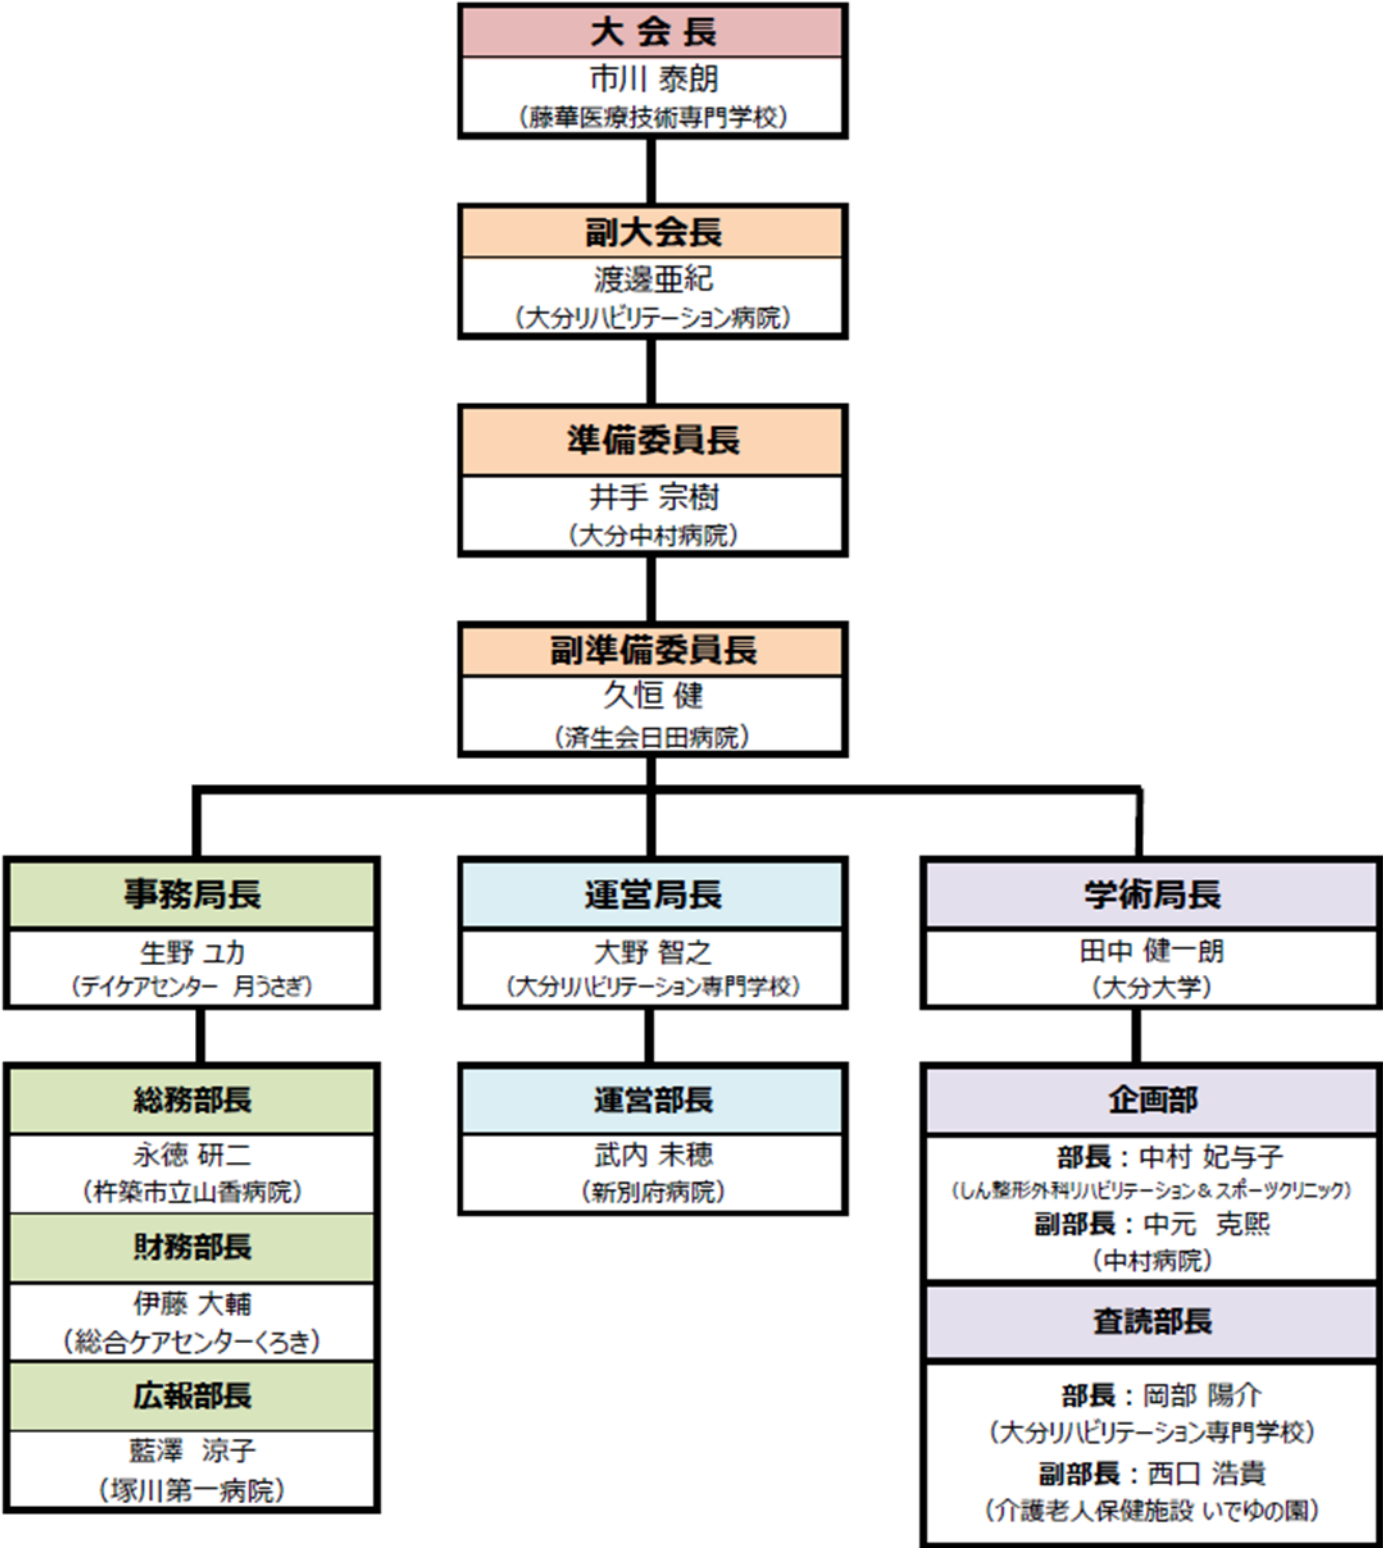 大 会 長
市川 泰朗
（藤華医療技術専門学校）
副大会長
渡邊亜紀
（大分リハビリテーション病院）
準備委員長
井手 宗樹
（大分中村病院）
副準備委員長
久恒 健
（済生会日田病院）
事務局長
生野 ユカ
（デイケアセンター　月うさぎ）
総務部長
永徳 研二
（杵築市立山香病院）
財務部長
伊藤 大輔
（総合ケアセンターくろき）
広報部長
藍澤 涼子
（塚川第一病院）
運営局長
大野 智之
（大分リハビリテーション専門学校）
運営部長
武内 未穂
（新別府病院）
学術局長
田中 健一朗
（大分大学）
企画部
部長：中村 妃与子
（しん整形外科リハビリテーション＆スポーツクリニック）
副部長：中元 克熙
（中村病院）
査読部長
部長：岡部 陽介
（大分リハビリテーション専門学校）
副部長：西口 浩貴
（介護老人保健施設 いでゆの園）